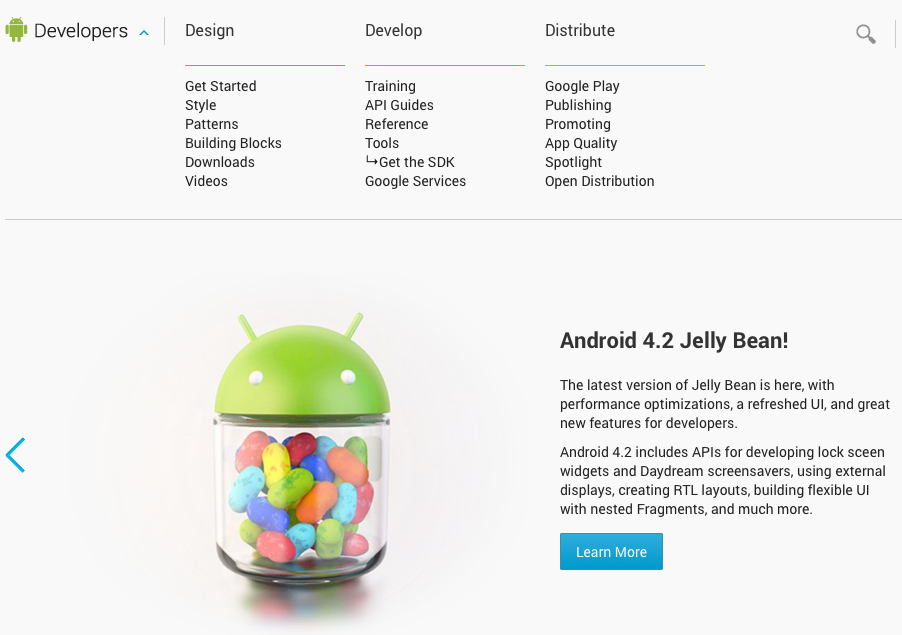 Developers
Design
Develop
Distribute
Get Started
Style
Patterns
Building Blocks
Downloads
Videos
Training
API Guides
Reference
Tools
↳Get the SDK
Google Services
Google Play
Publishing
Promoting
App Quality
Spotlight
Open Distribution
Android 4.2 Jelly Bean!
The latest version of Jelly Bean is here, with
performance optimizations, a refreshed UI, and great
new features for developers.
Android 4.2 includes APIs for developing lock sceen
widgets and Daydream screensavers, using external
displays, creating RTL layouts, building flexible UI
with nested Fragments, and much more.
Learn More